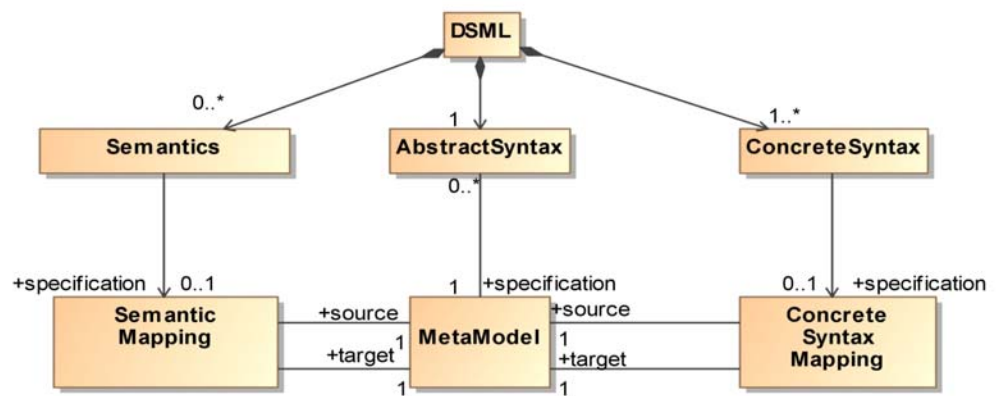 DSML
0..*
1
1..*
Semantics
AbstractSyntax
ConcreteSyntax
0..*
+specification
0..1
1
+specification
0..1
+specification
Semantic
Mapping
MetaModel
Concrete
Syntax
Mapping
+source
1
+target
1
+source
1
+target
1